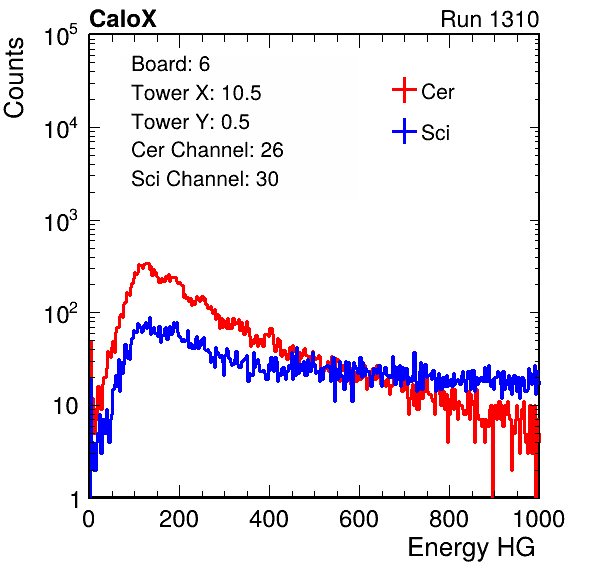 CaloX Run 1310
Counts
10^5
10^4
10^3
10^2
10
1
Board: 6
Tower X: 10.5
Tower Y: 0.5
Cer Channel: 26
Sci Channel: 30
Cer
Sci
0 200 400 600 800 1000
Energy HG